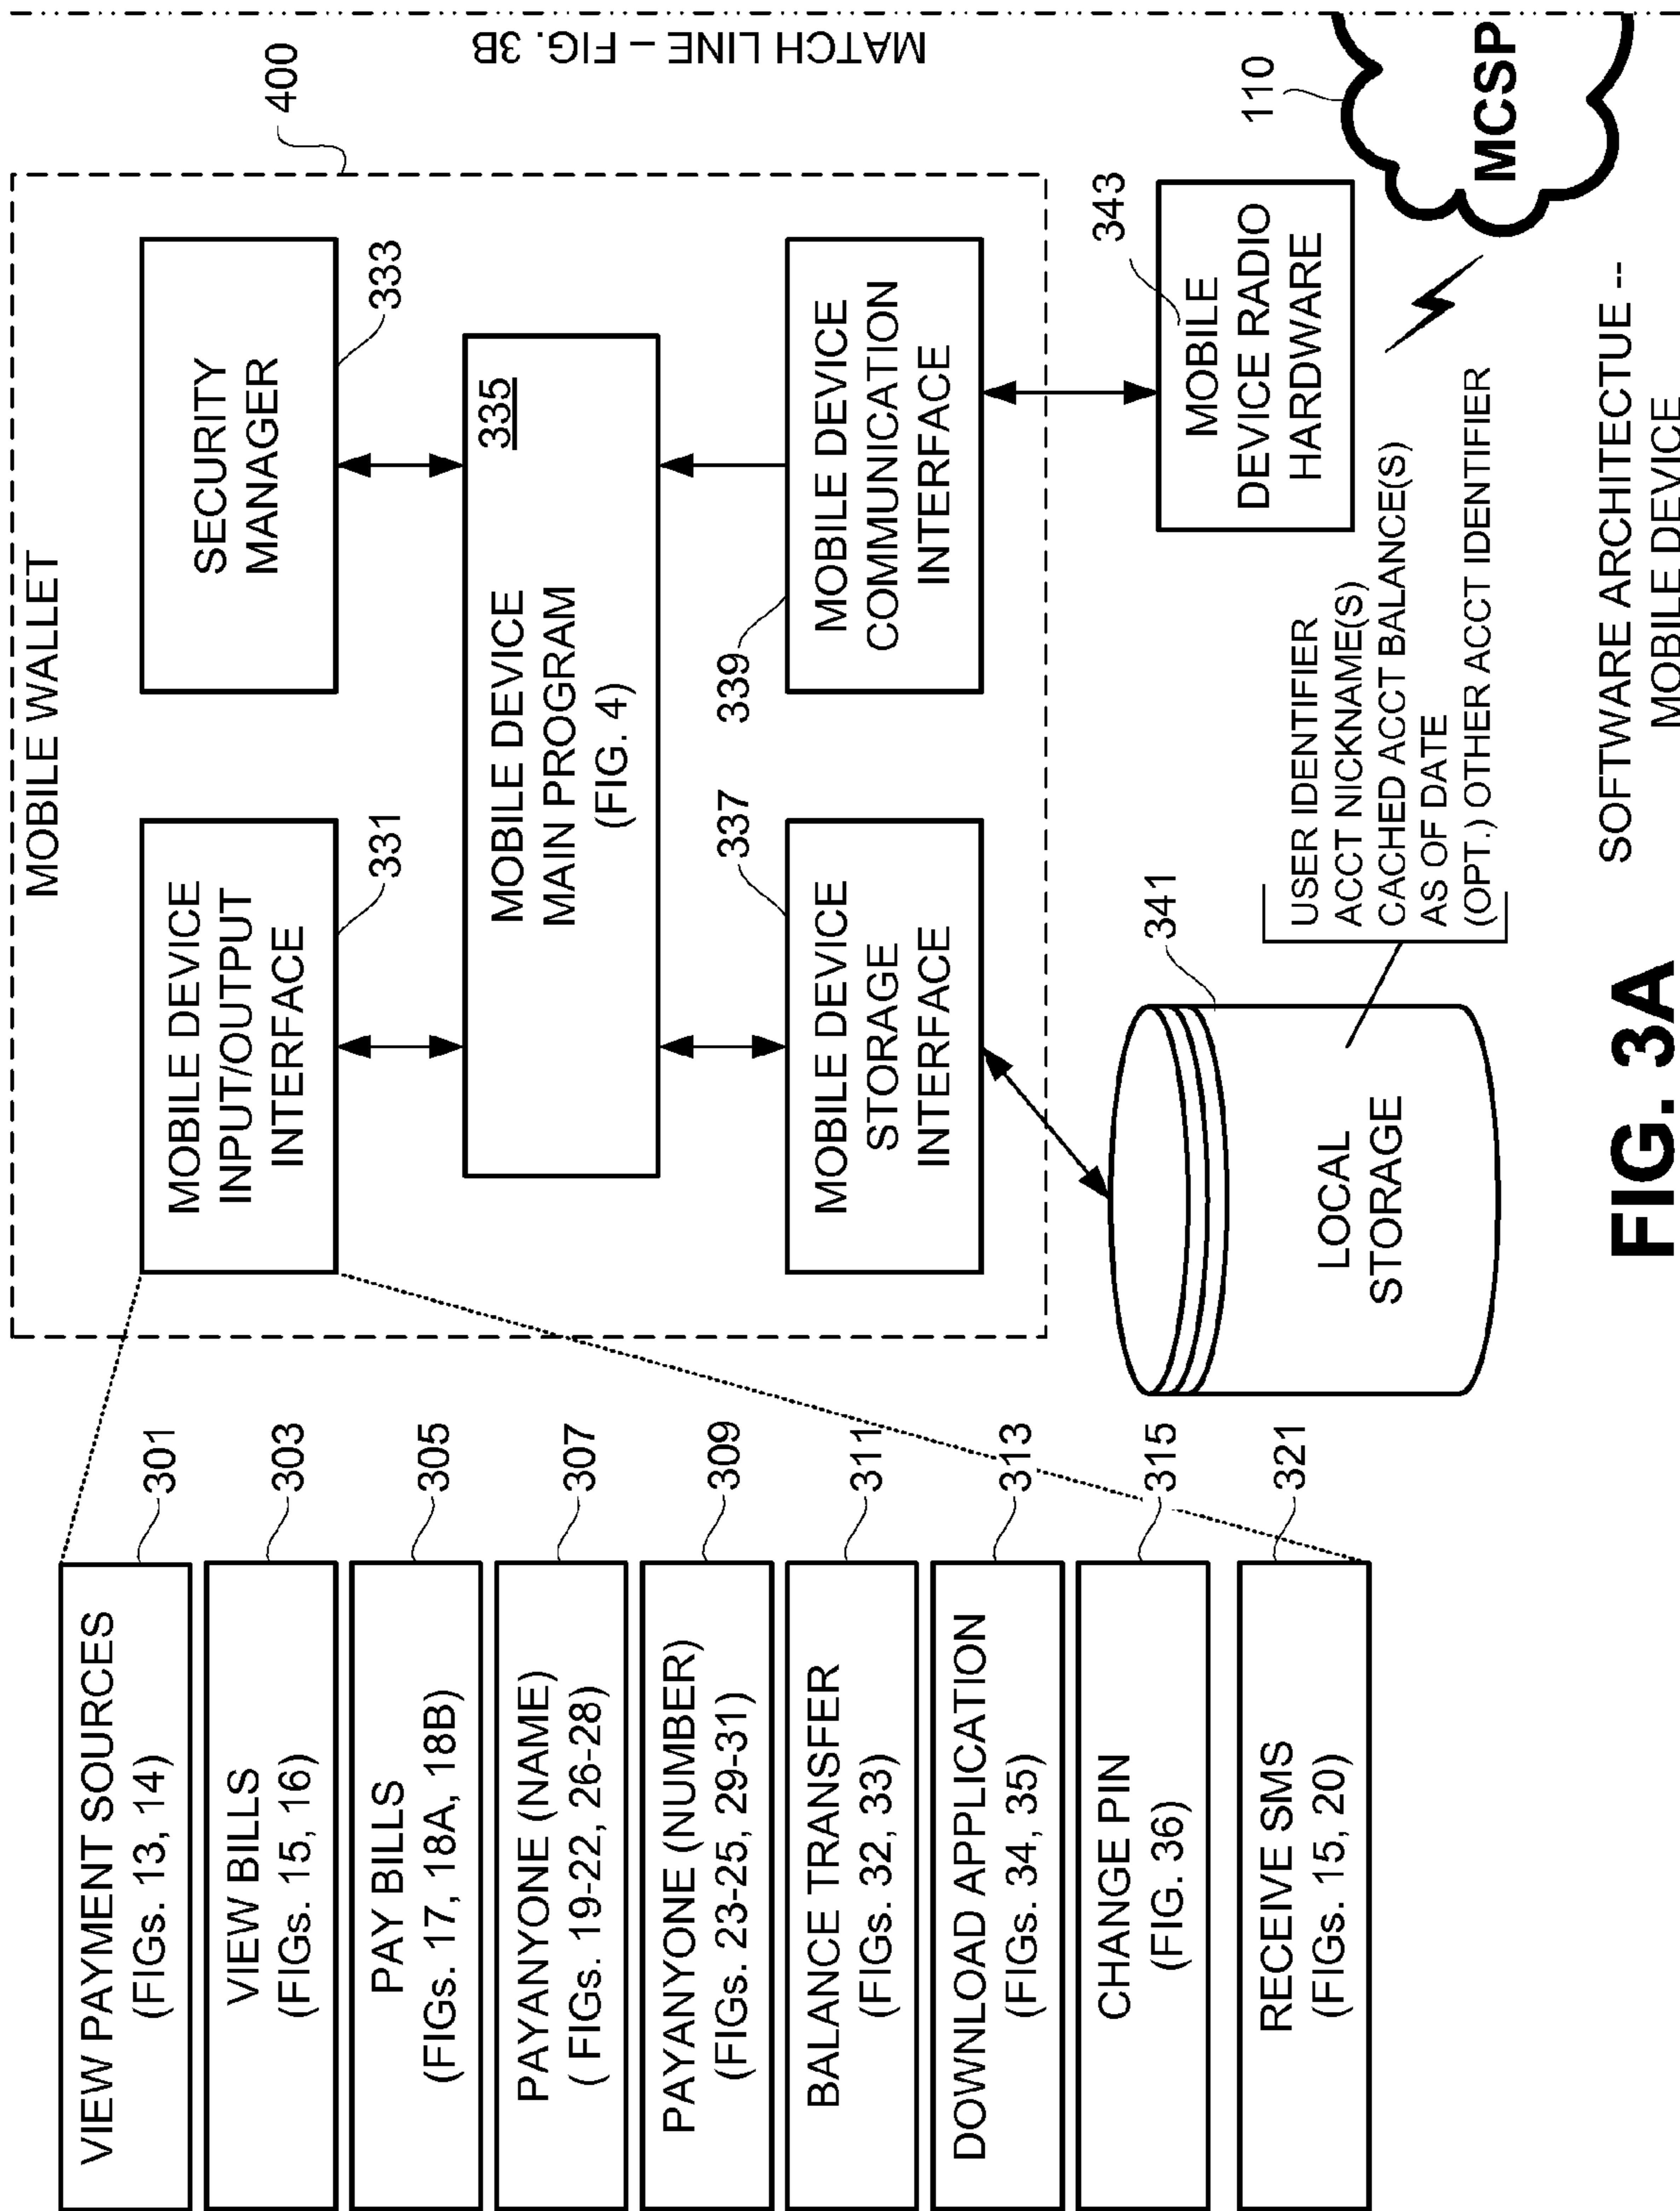 VIEW PAYMENT SOURCES
(FIGs. 13, 14)
301
VIEW BILLS
(FIGs. 15, 16)
303
PAY BILLS
(FIGs. 17, 18A, 18B)
305
PAYANYONE (NAME)
( FIGs. 19-22, 26-28)
307
PAYANYONE (NUMBER)
(FIGs. 23-25, 29-31)
309
BALANCE TRANSFER
(FIGs. 32, 33)
311
DOWNLOAD APPLICATION
(FIGs. 34, 35)
313
CHANGE PIN
(FIG. 36)
315
RECEIVE SMS
(FIGs. 15, 20)
321
MOBILE WALLET
400
MOBILE DEVICE
INPUT/OUTPUT
INTERFACE
331
SECURITY
MANAGER
333
MOBILE DEVICE
MAIN PROGRAM
(FIG. 4)
335
MOBILE DEVICE
STORAGE
INTERFACE
337
MOBILE DEVICE
COMMUNICATION
INTERFACE
339
LOCAL
STORAGE
341
USER IDENTIFIER
ACCT NICKNAME(S)
CACHED ACCT BALANCE(S)
AS OF DATE
(OPT.) OTHER ACCT IDENTIFIER
MOBILE
DEVICE RADIO
HARDWARE
343
110
MCSP
MATCH LINE – FIG. 3B
FIG. 3A
SOFTWARE ARCHITECTUE --
MOBILE DEVICE